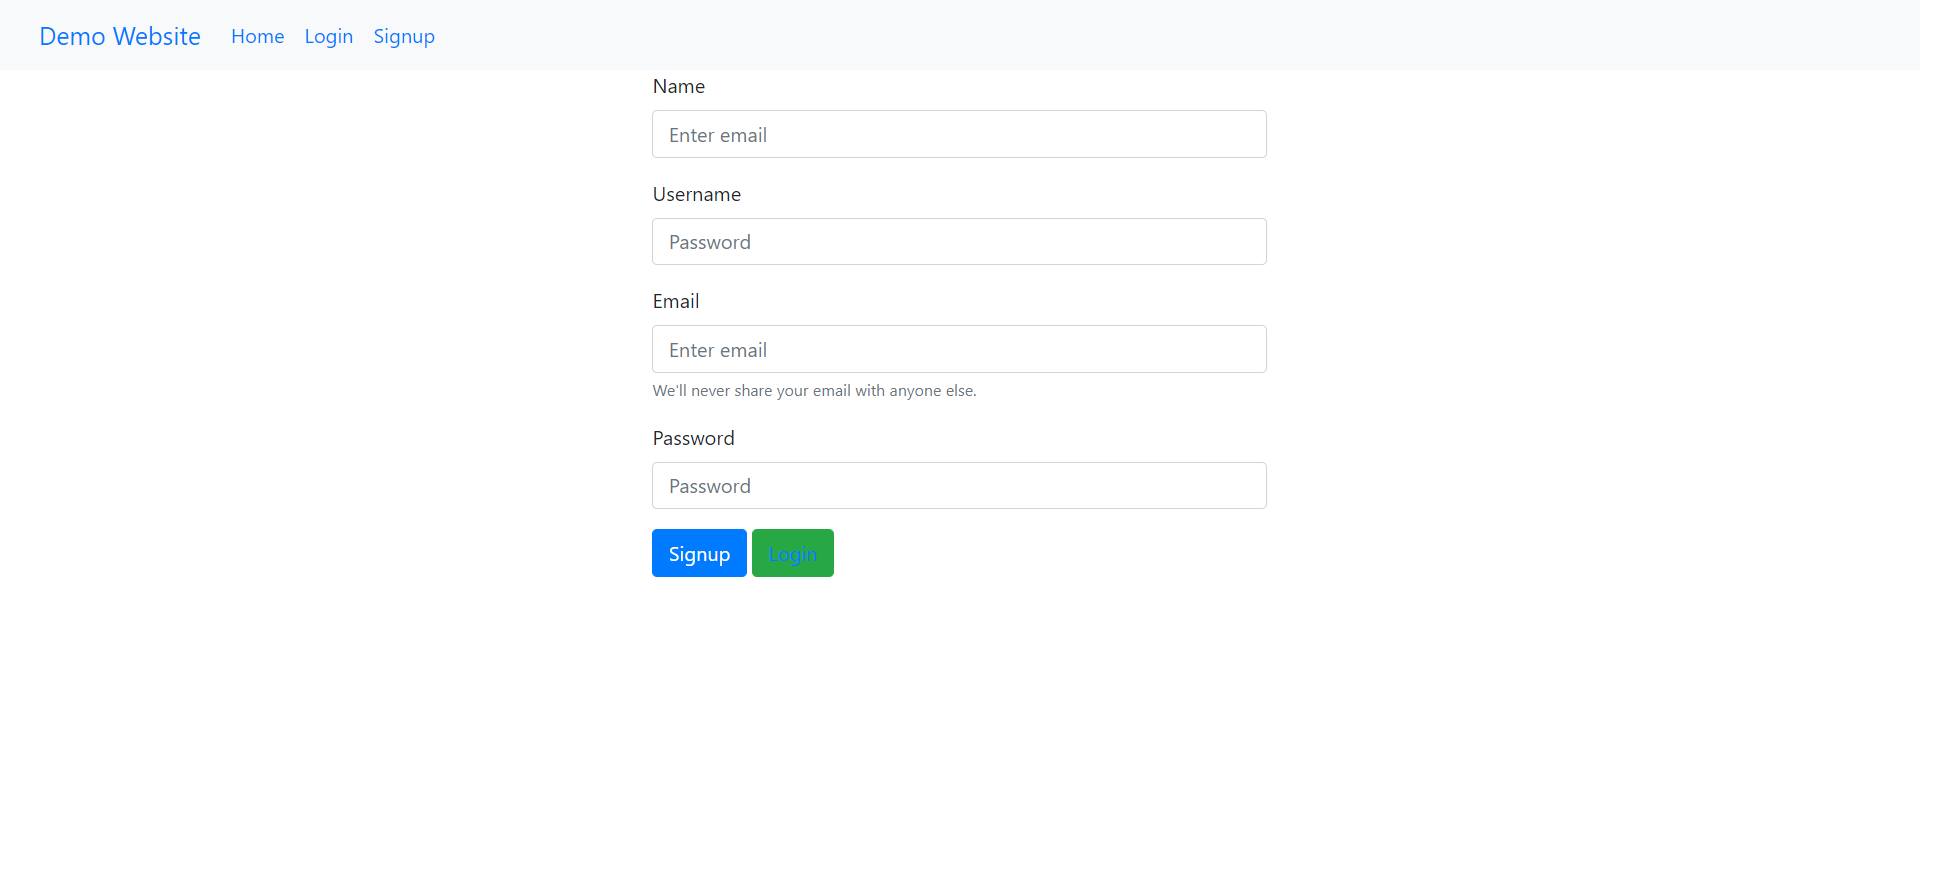 Demo Website Home Login Signup
Name
Enter email
Username
Password
Email
Enter email
We'll never share your email with anyone else.
Password
Password
Signup Login